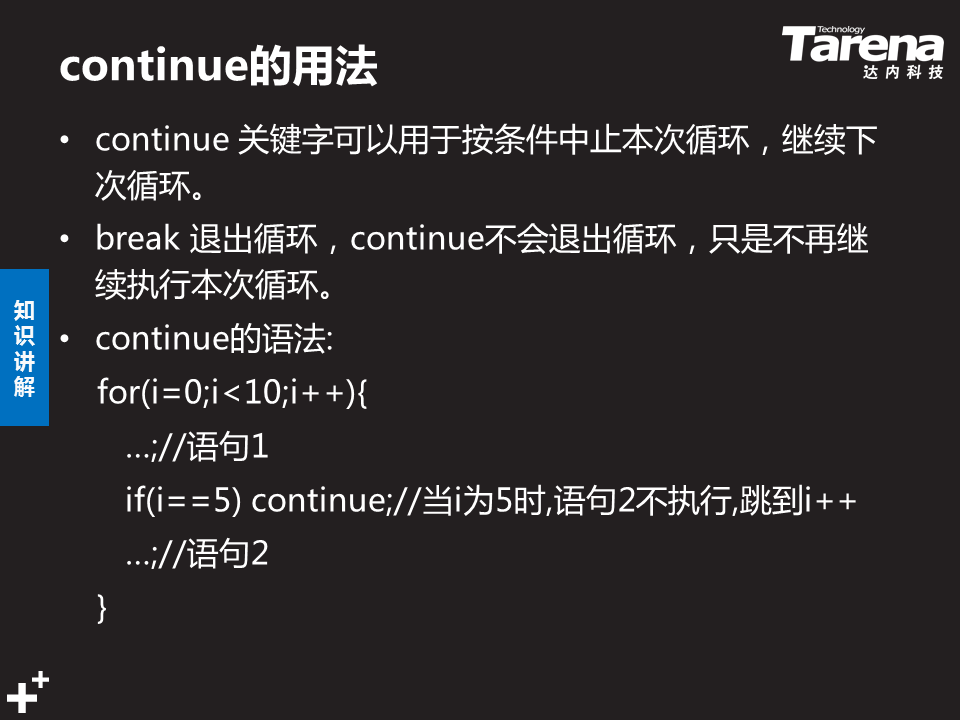 continue的用法
Technology
Tarena
达内科技
• continue 关键字可以用于按条件中止本次循环，继续下
次循环。
• break 退出循环，continue不会退出循环，只是不再继
续执行本次循环。
知识讲解
• continue的语法:
for(i=0;i<10;i++){
…;//语句1
if(i==5) continue;//当i为5时,语句2不执行,跳到i++
…;//语句2
}